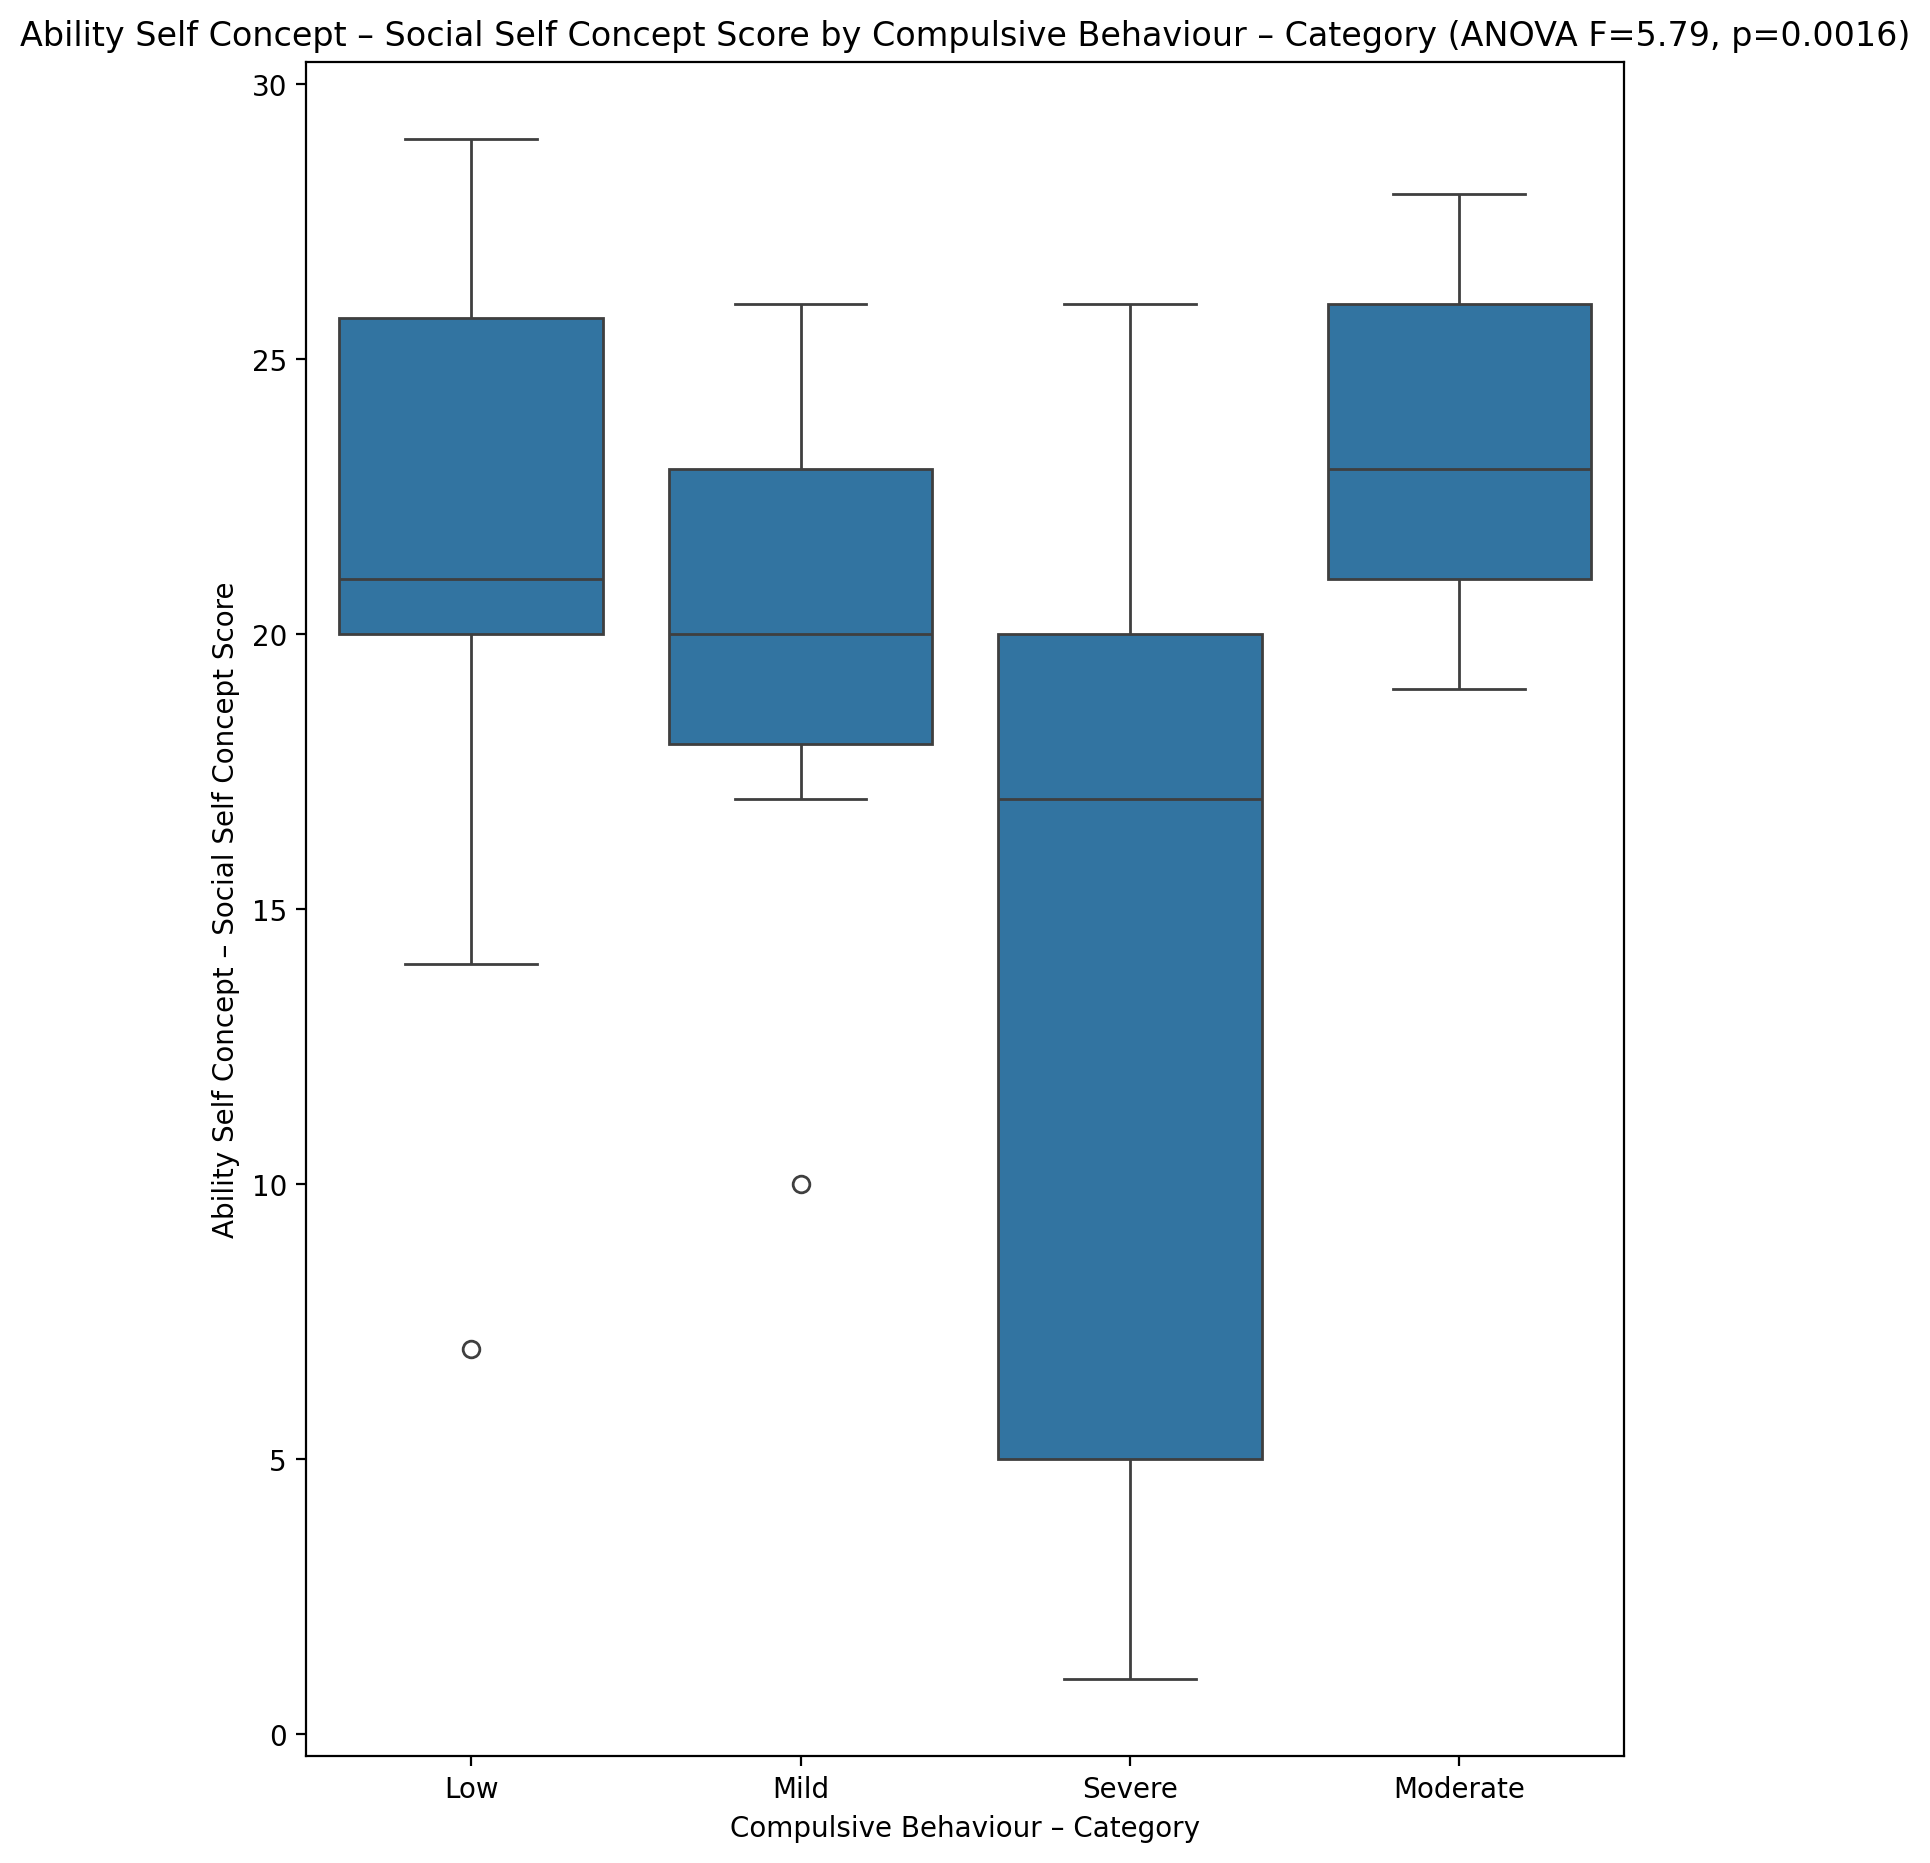 Ability Self Concept – Social Self Concept Score by Compulsive Behaviour – Category (ANOVA F=5.79, p=0.0016)
Ability Self Concept – Social Self Concept Score
30
25
20
15
10
5
0
Low Mild Severe Moderate
Compulsive Behaviour – Category